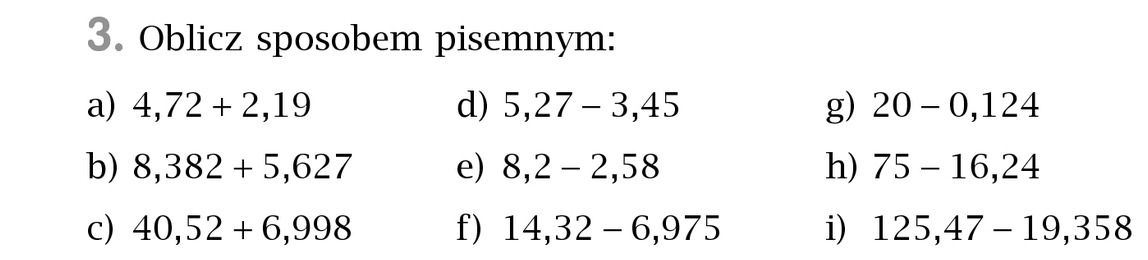 3. Oblicz sposobem pisemnym:
a) 4,72 + 2,19 d) 5,27 – 3,45 g) 20 – 0,124
b) 8,382 + 5,627 e) 8,2 – 2,58 h) 75 – 16,24
c) 40,52 + 6,998 f) 14,32 – 6,975 i) 125,47 – 19,358